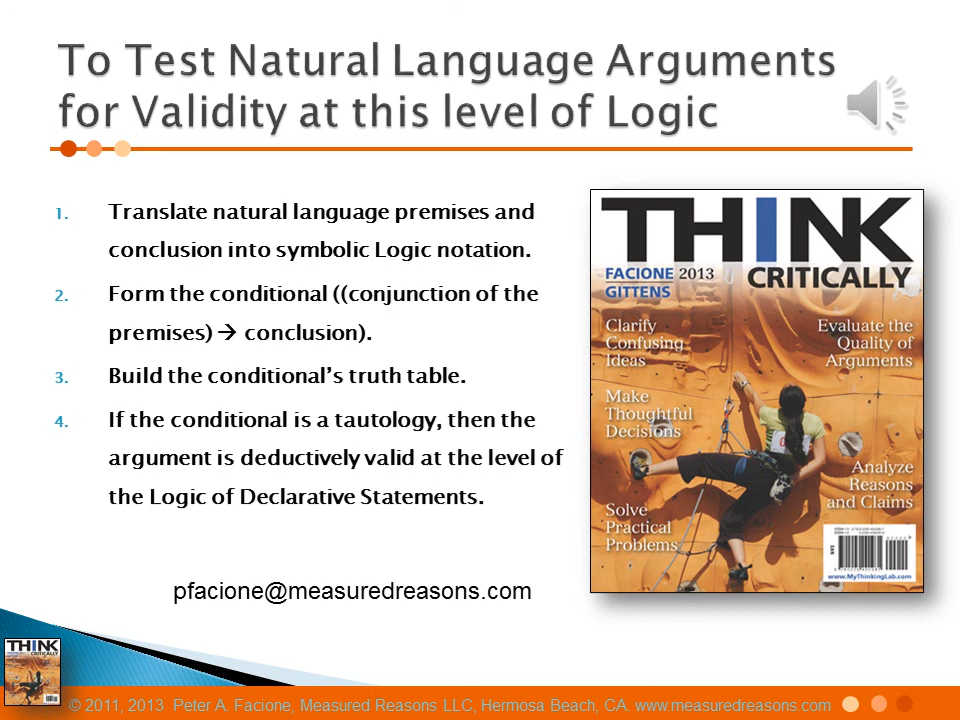 To Test Natural Language Arguments
for Validity at this level of Logic
1. Translate natural language premises and
conclusion into symbolic Logic notation.
2. Form the conditional ((conjunction of the
premises) → conclusion).
3. Build the conditional’s truth table.
4. If the conditional is a tautology, then the
argument is deductively valid at the level of
the Logic of Declarative Statements.
pfacione@measuredreasons.com
THINK
CRITICALLY
FACIONE 2013
GITTENS
Clarify
Confusing
Ideas
Evaluate the
Quality of
Arguments
Make
Thoughtful
Decisions
Analyze
Reasons
and Claims
Solve
Practical
Problems
www.MyThinkingLab.com
THINK
CRITICALLY
© 2011, 2013 Peter A. Facione, Measured Reasons LLC, Hermosa Beach, CA. www.measuredreasons.com